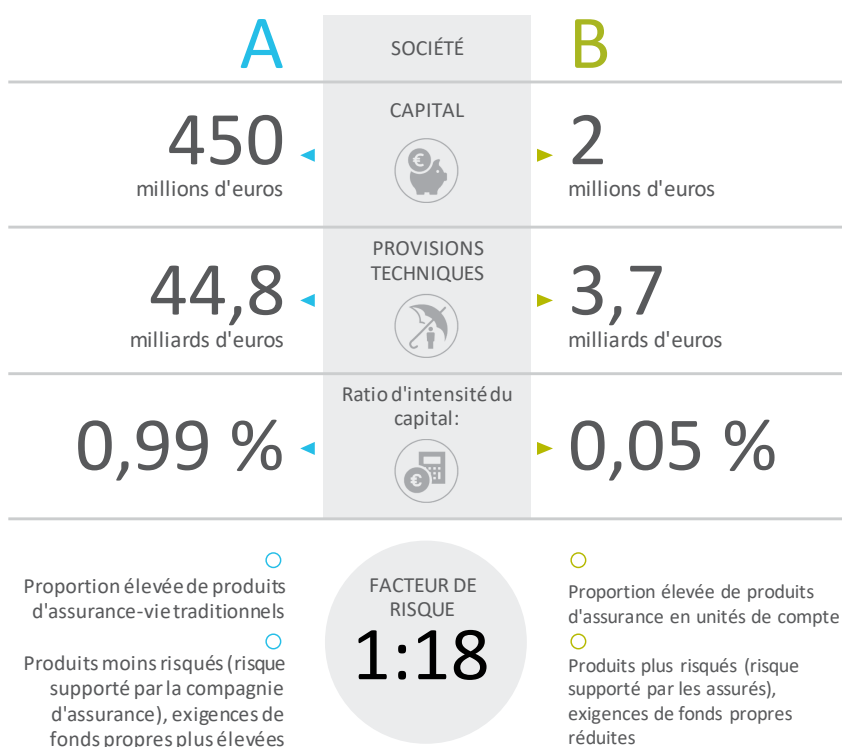 A
SOCIÉTÉ
B
CAPITAL
450
millions d'euros
2
millions d'euros
PROVISIONS
TECHNIQUES
44,8
milliards d'euros
3,7
milliards d'euros
Ratio d'intensité du
capital:
0,99 %
0,05 %
Proportion élevée de produits
d'assurance-vie traditionnels
Produits moins risqués (risque
supporté par la compagnie
d'assurance), exigences de
fonds propres plus élevées
FACTEUR DE
RISQUE
1:18
Proportion élevée de produits
d'assurance en unités de compte
Produits plus risqués (risque
supporté par les assurés),
exigences de fonds propres
réduites